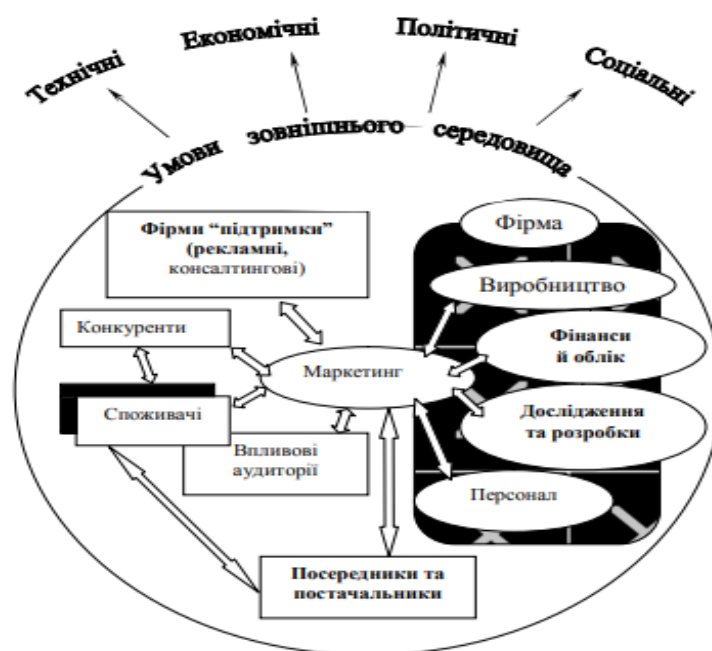 Технічні
Економічні
Політичні
Соціальні
Умови зовнішнього середовища
Фірми “підтримки”
(рекламні,
консалтингові)
Фірма
Виробництво
Конкуренти
Фінанси
й облік
Маркетинг
Споживачі
Дослідження
та розробки
Впливові
аудиторії
Персонал
Посередники та
постачальники